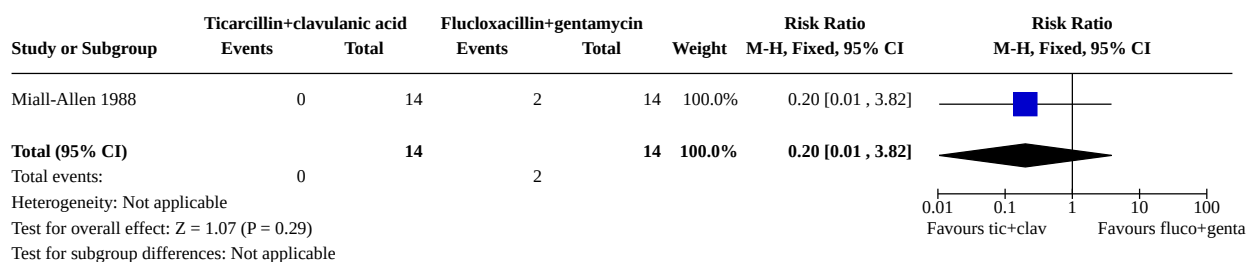 Ticarcillin+clavulanic acid Flucloxacillin+gentamycin Risk Ratio Risk Ratio
Study or Subgroup Events Total Events Total Weight M-H, Fixed, 95% CI M-H, Fixed, 95% CI
Miall-Allen 1988 0 14 2 14 100.0% 0.20 [0.01 , 3.82]
Total (95% CI) 14 14 100.0% 0.20 [0.01 , 3.82]
Total events: 0 2
Heterogeneity: Not applicable
0.01 0.1 1 10 100
Test for overall effect: Z = 1.07 (P = 0.29)
Favours tic+clav Favours fluco+genta
Test for subgroup differences: Not applicable